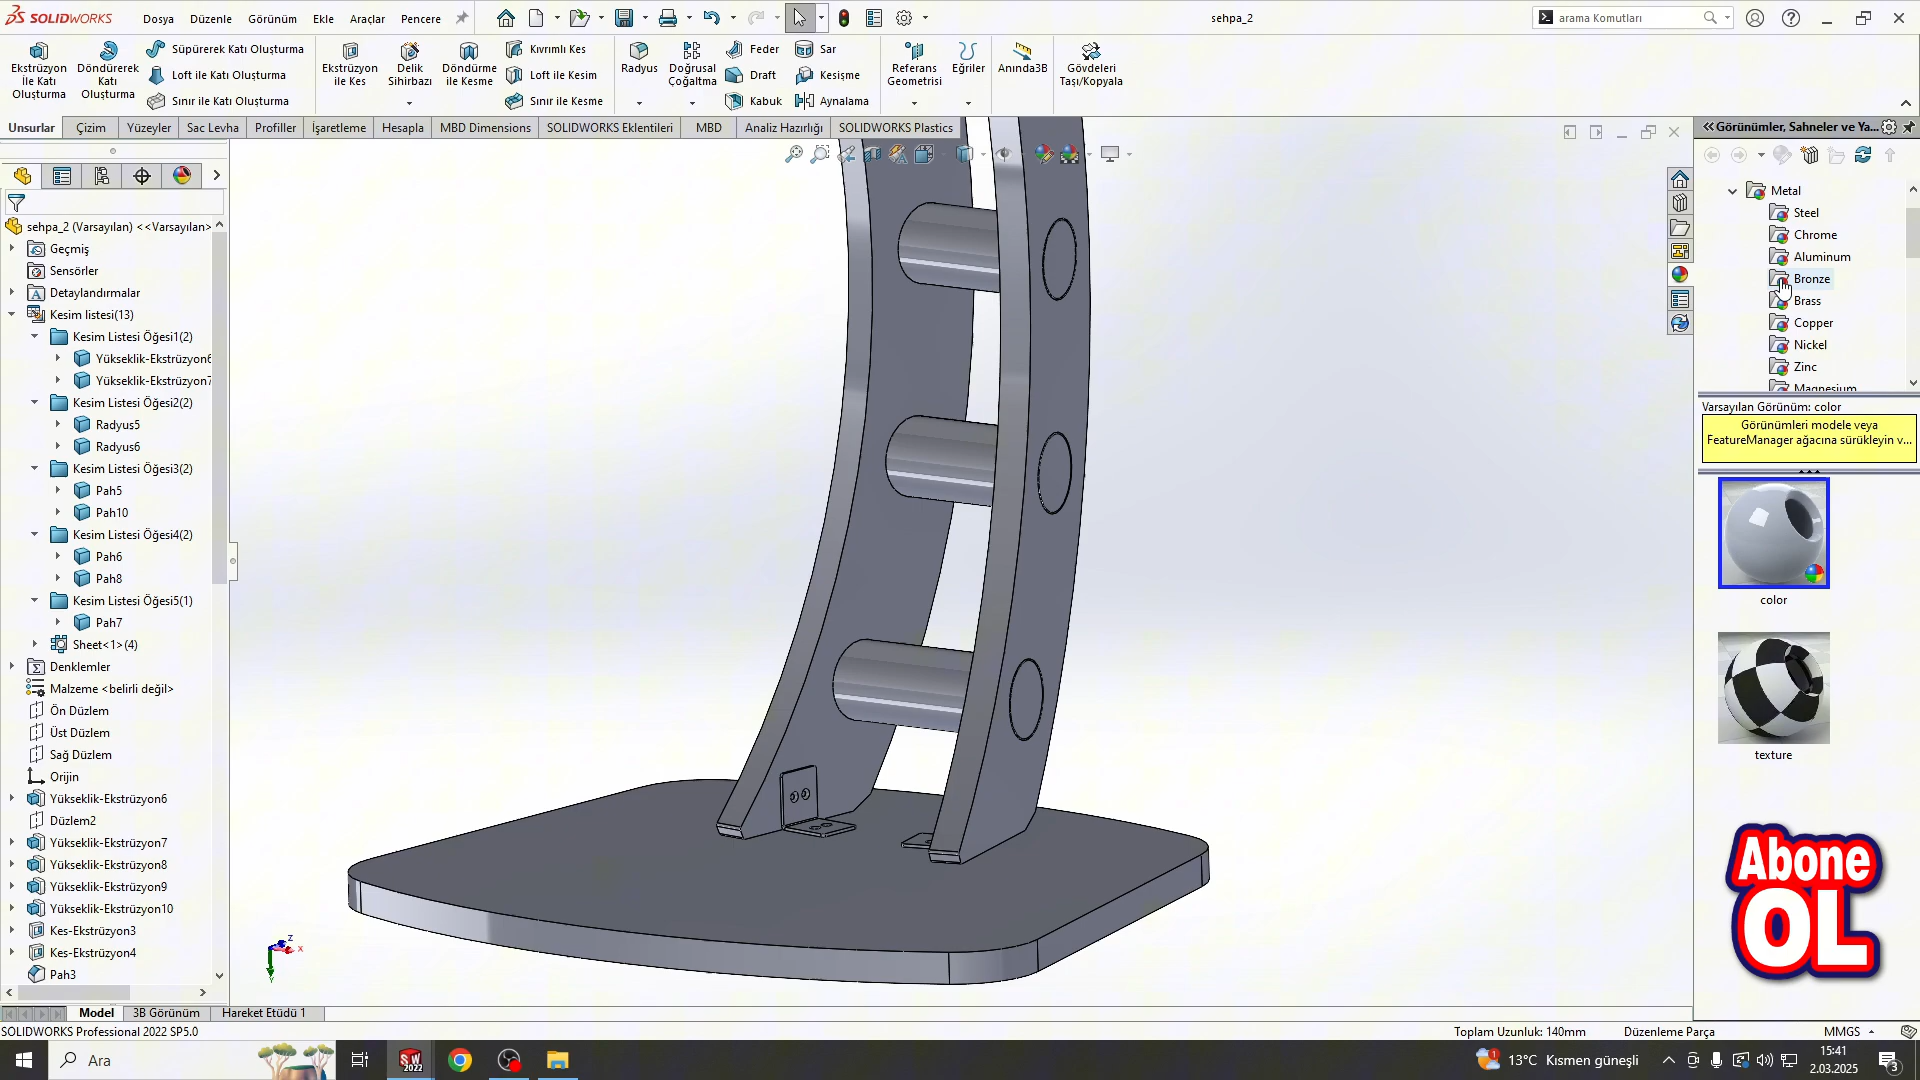 SOLIDWORKS
Dosya
Düzenle
Görünüm
Ekle
Araçlar
Pencere
sehpa_2
arama Komutları
Ekstrüzyon İle Katı Oluşturma
Döndürerek Katı Oluşturma
Süpürerek Katı Oluşturma
Loft ile Katı Oluşturma
Sınır ile Katı Oluşturma
Ekstrüzyon ile Kes
Delik Sihirbazı
Döndürme ile Kesme
Kıvrımlı Kes
Loft ile Kesim
Sınır ile Kesme
Radyus
Doğrusal Çoğaltma
Feder
Draft
Kabuk
Sar
Kesişme
Aynalama
Referans Geometrisi
Eğriler
Anında3B
Gövdeleri Taşı/Kopyala
Unsurlar
Çizim
Yüzeyler
Sac Levha
Profiller
İşaretleme
Hesapla
MBD Dimensions
SOLIDWORKS Eklentileri
MBD
Analiz Hazırlığı
SOLIDWORKS Plastics
sehpa_2 (Varsayılan) <<Varsayılan>
Geçmiş
Sensörler
Detaylandırmalar
Kesim listesi(13)
Kesim Listesi Öğesi1(2)
Yükseklik-Ekstrüzyon6
Yükseklik-Ekstrüzyon7
Kesim Listesi Öğesi2(2)
Radyus5
Radyus6
Kesim Listesi Öğesi3(2)
Pah5
Pah10
Kesim Listesi Öğesi4(2)
Pah6
Pah8
Kesim Listesi Öğesi5(1)
Pah7
Sheet<1>(4)
Denklemler
Malzeme <belirli değil>
Ön Düzlem
Üst Düzlem
Sağ Düzlem
Orijin
Yükseklik-Ekstrüzyon6
Düzlem2
Yükseklik-Ekstrüzyon7
Yükseklik-Ekstrüzyon8
Yükseklik-Ekstrüzyon9
Yükseklik-Ekstrüzyon10
Kes-Ekstrüzyon3
Kes-Ekstrüzyon4
Pah3
Z
X
Y
Görünümler, Sahneler ve Ya...
Metal
Steel
Chrome
Aluminum
Bronze
Brass
Copper
Nickel
Zinc
Magnesium
Varsayılan Görünüm: color
Görünümleri modele veya
FeatureManager ağacına sürükleyin v...
color
texture
Abone
OL
Model
3B Görünüm
Hareket Etüdü 1
SOLIDWORKS Professional 2022 SP5.0
Toplam Uzunluk: 140mm
Düzenleme Parça
MMGS
Ara
SW 2022
13°C Kısmen güneşli
15:41
2.03.2025
3